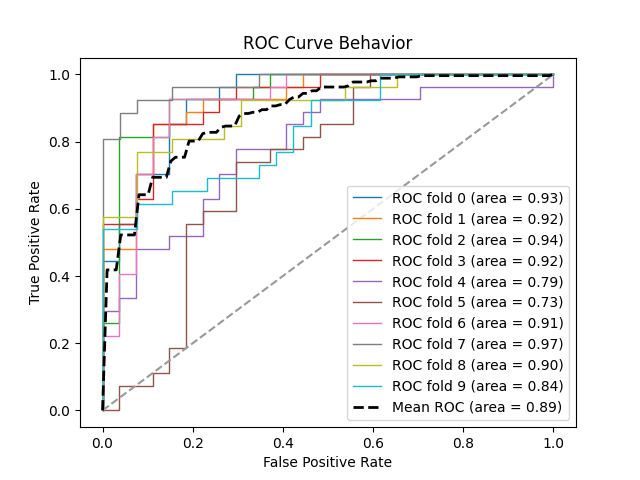 ROC Curve Behavior
True Positive Rate
1.0
0.8
0.6
0.4
0.2
0.0
ROC fold 0 (area = 0.93)
ROC fold 1 (area = 0.92)
ROC fold 2 (area = 0.94)
ROC fold 3 (area = 0.92)
ROC fold 4 (area = 0.79)
ROC fold 5 (area = 0.73)
ROC fold 6 (area = 0.91)
ROC fold 7 (area = 0.97)
ROC fold 8 (area = 0.90)
ROC fold 9 (area = 0.84)
Mean ROC (area = 0.89)
0.0 0.2 0.4 0.6 0.8 1.0
False Positive Rate